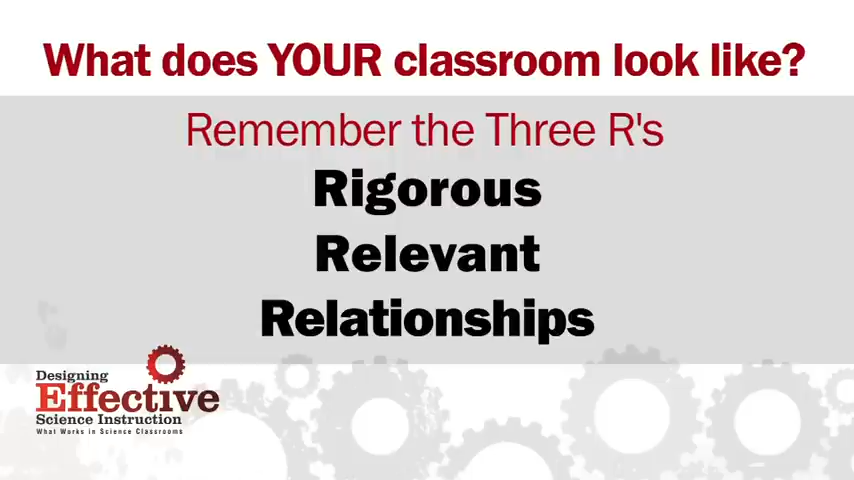 What does YOUR classroom look like?
Remember the Three R's
Rigorous
Relevant
Relationships
Designing
Effective
Science Instruction
What Works in Science Classrooms